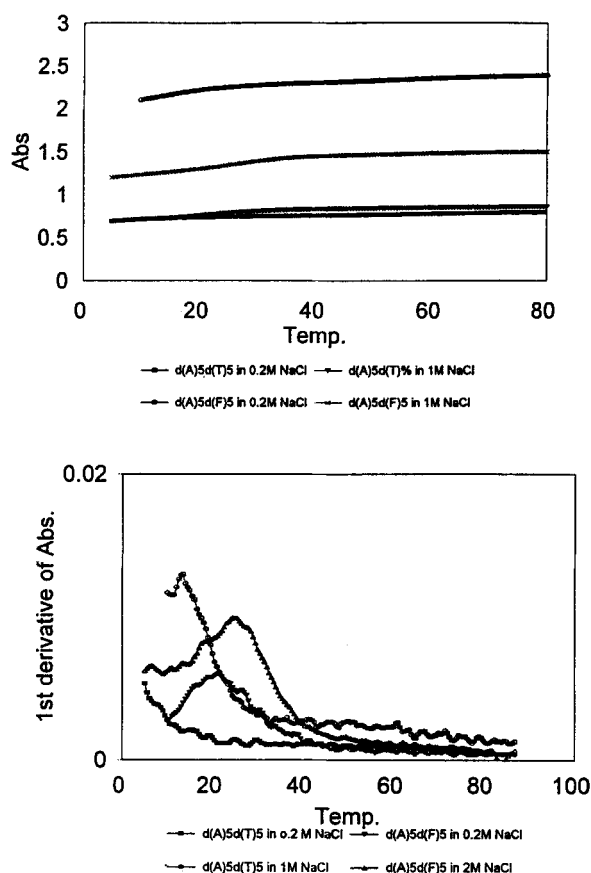 3
2.5
2
1.5
1
0.5
0
Abs
0 20 40 60 80
Temp.
d(A)5d(T)5 in 0.2M NaCl d(A)5d(T)% in 1M NaCl
d(A)5d(F)5 in 0.2M NaCl d(A)5d(F)5 in 1M NaCl
0.02
0
1st derivative of Abs.
0 20 40 60 80 100
Temp.
d(A)5d(T)5 in o.2 M NaCl d(A)5d(F)5 in 0.2M NaCl
d(A)5d(T)5 in 1M NaCl d(A)5d(F)5 in 2M NaCl